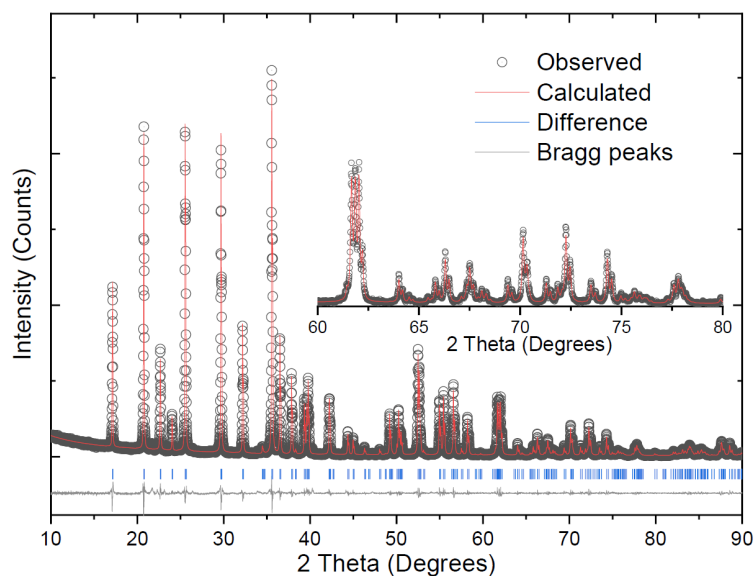 Observed
Calculated
Difference
Bragg peaks
Intensity (Counts)
60 65 70 75 80
2 Theta (Degrees)
10 20 30 40 50 60 70 80 90
2 Theta (Degrees)